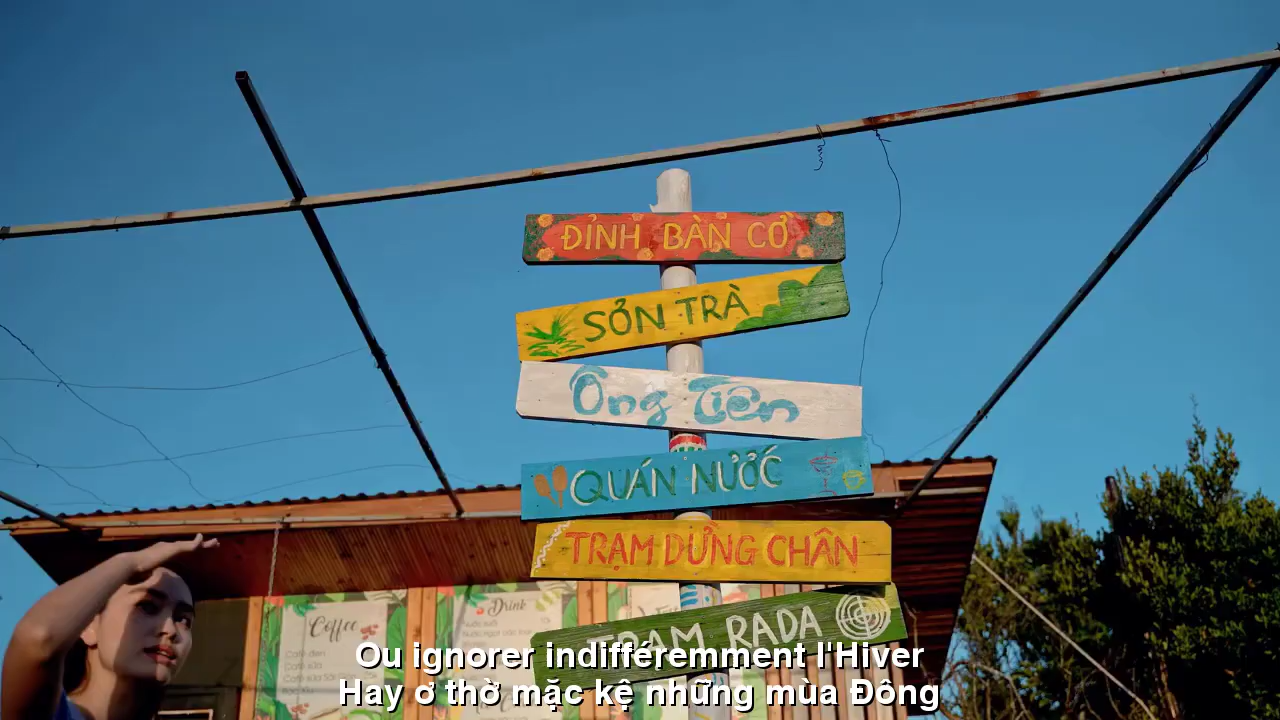 ĐỈNH BÀN CỜ
SƠN TRÀ
Ông Tiên
QUÁN NƯỚC
TRẠM DỪNG CHÂN
TRẠM RADA
Coffee
Drink
Ou ignorer indifféremment l'Hiver
Hay ơ thờ mặc kệ những mùa Đông